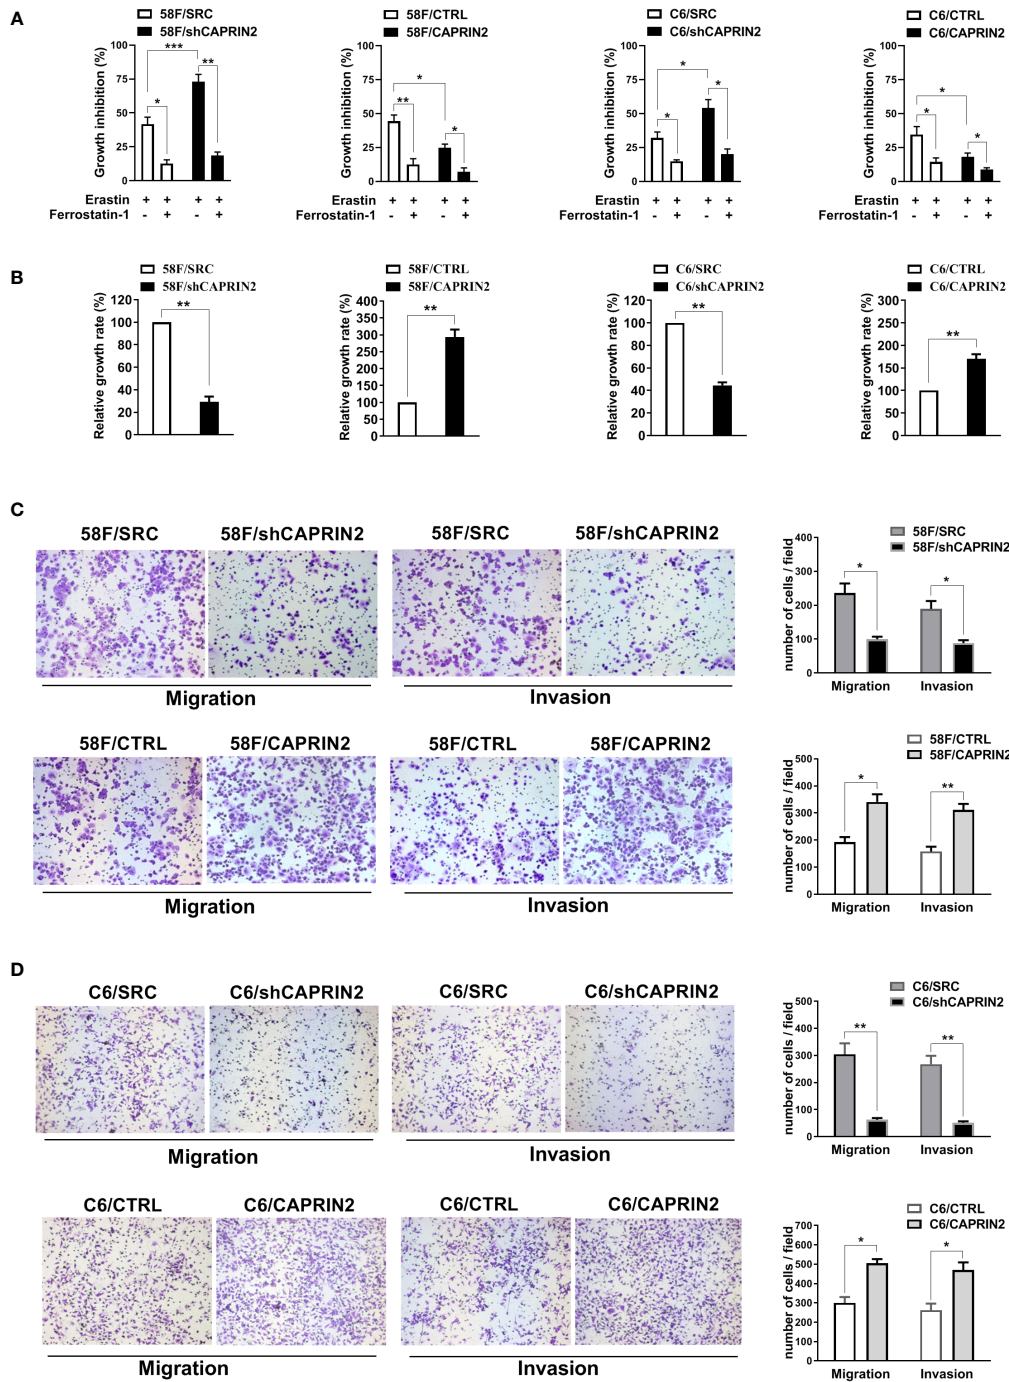 A
58F/SRC
58F/shCAPRIN2
Growth inhibition (%)
100
75
50
25
0
***
**
*
58F/CTRL
58F/CAPRIN2
Growth inhibition (%)
100
75
50
25
0
*
**
*
C6/SRC
C6/shCAPRIN2
Growth inhibition (%)
100
75
50
25
0
*
*
*
C6/CTRL
C6/CAPRIN2
Growth inhibition (%)
100
75
50
25
0
*
*
*
Erastin + + + +
Ferrostatin-1 - + - +
Erastin + + + +
Ferrostatin-1 - + - +
Erastin + + + +
Ferrostatin-1 - + - +
Erastin + + + +
Ferrostatin-1 - + - +
B
58F/SRC
58F/shCAPRIN2
Relative growth rate (%)
120
100
80
60
40
20
0
**
58F/CTRL
58F/CAPRIN2
Relative growth rate (%)
400
350
300
250
200
150
100
50
0
**
C6/SRC
C6/shCAPRIN2
Relative growth rate (%)
120
100
80
60
40
20
0
**
C6/CTRL
C6/CAPRIN2
Relative growth rate (%)
300
250
200
150
100
50
0
**
C
58F/SRC 58F/shCAPRIN2 58F/SRC 58F/shCAPRIN2
Migration Invasion
58F/SRC
58F/shCAPRIN2
number of cells / field
400
300
200
100
0
*
*
Migration Invasion
58F/CTRL 58F/CAPRIN2 58F/CTRL 58F/CAPRIN2
Migration Invasion
58F/CTRL
58F/CAPRIN2
number of cells / field
500
400
300
200
100
0
*
**
Migration Invasion
D
C6/SRC C6/shCAPRIN2 C6/SRC C6/shCAPRIN2
Migration Invasion
C6/SRC
C6/shCAPRIN2
number of cells / field
500
400
300
200
100
0
**
**
Migration Invasion
C6/CTRL C6/CAPRIN2 C6/CTRL C6/CAPRIN2
Migration Invasion
C6/CTRL
C6/CAPRIN2
number of cells / field
700
600
500
400
300
200
100
0
*
*
Migration Invasion